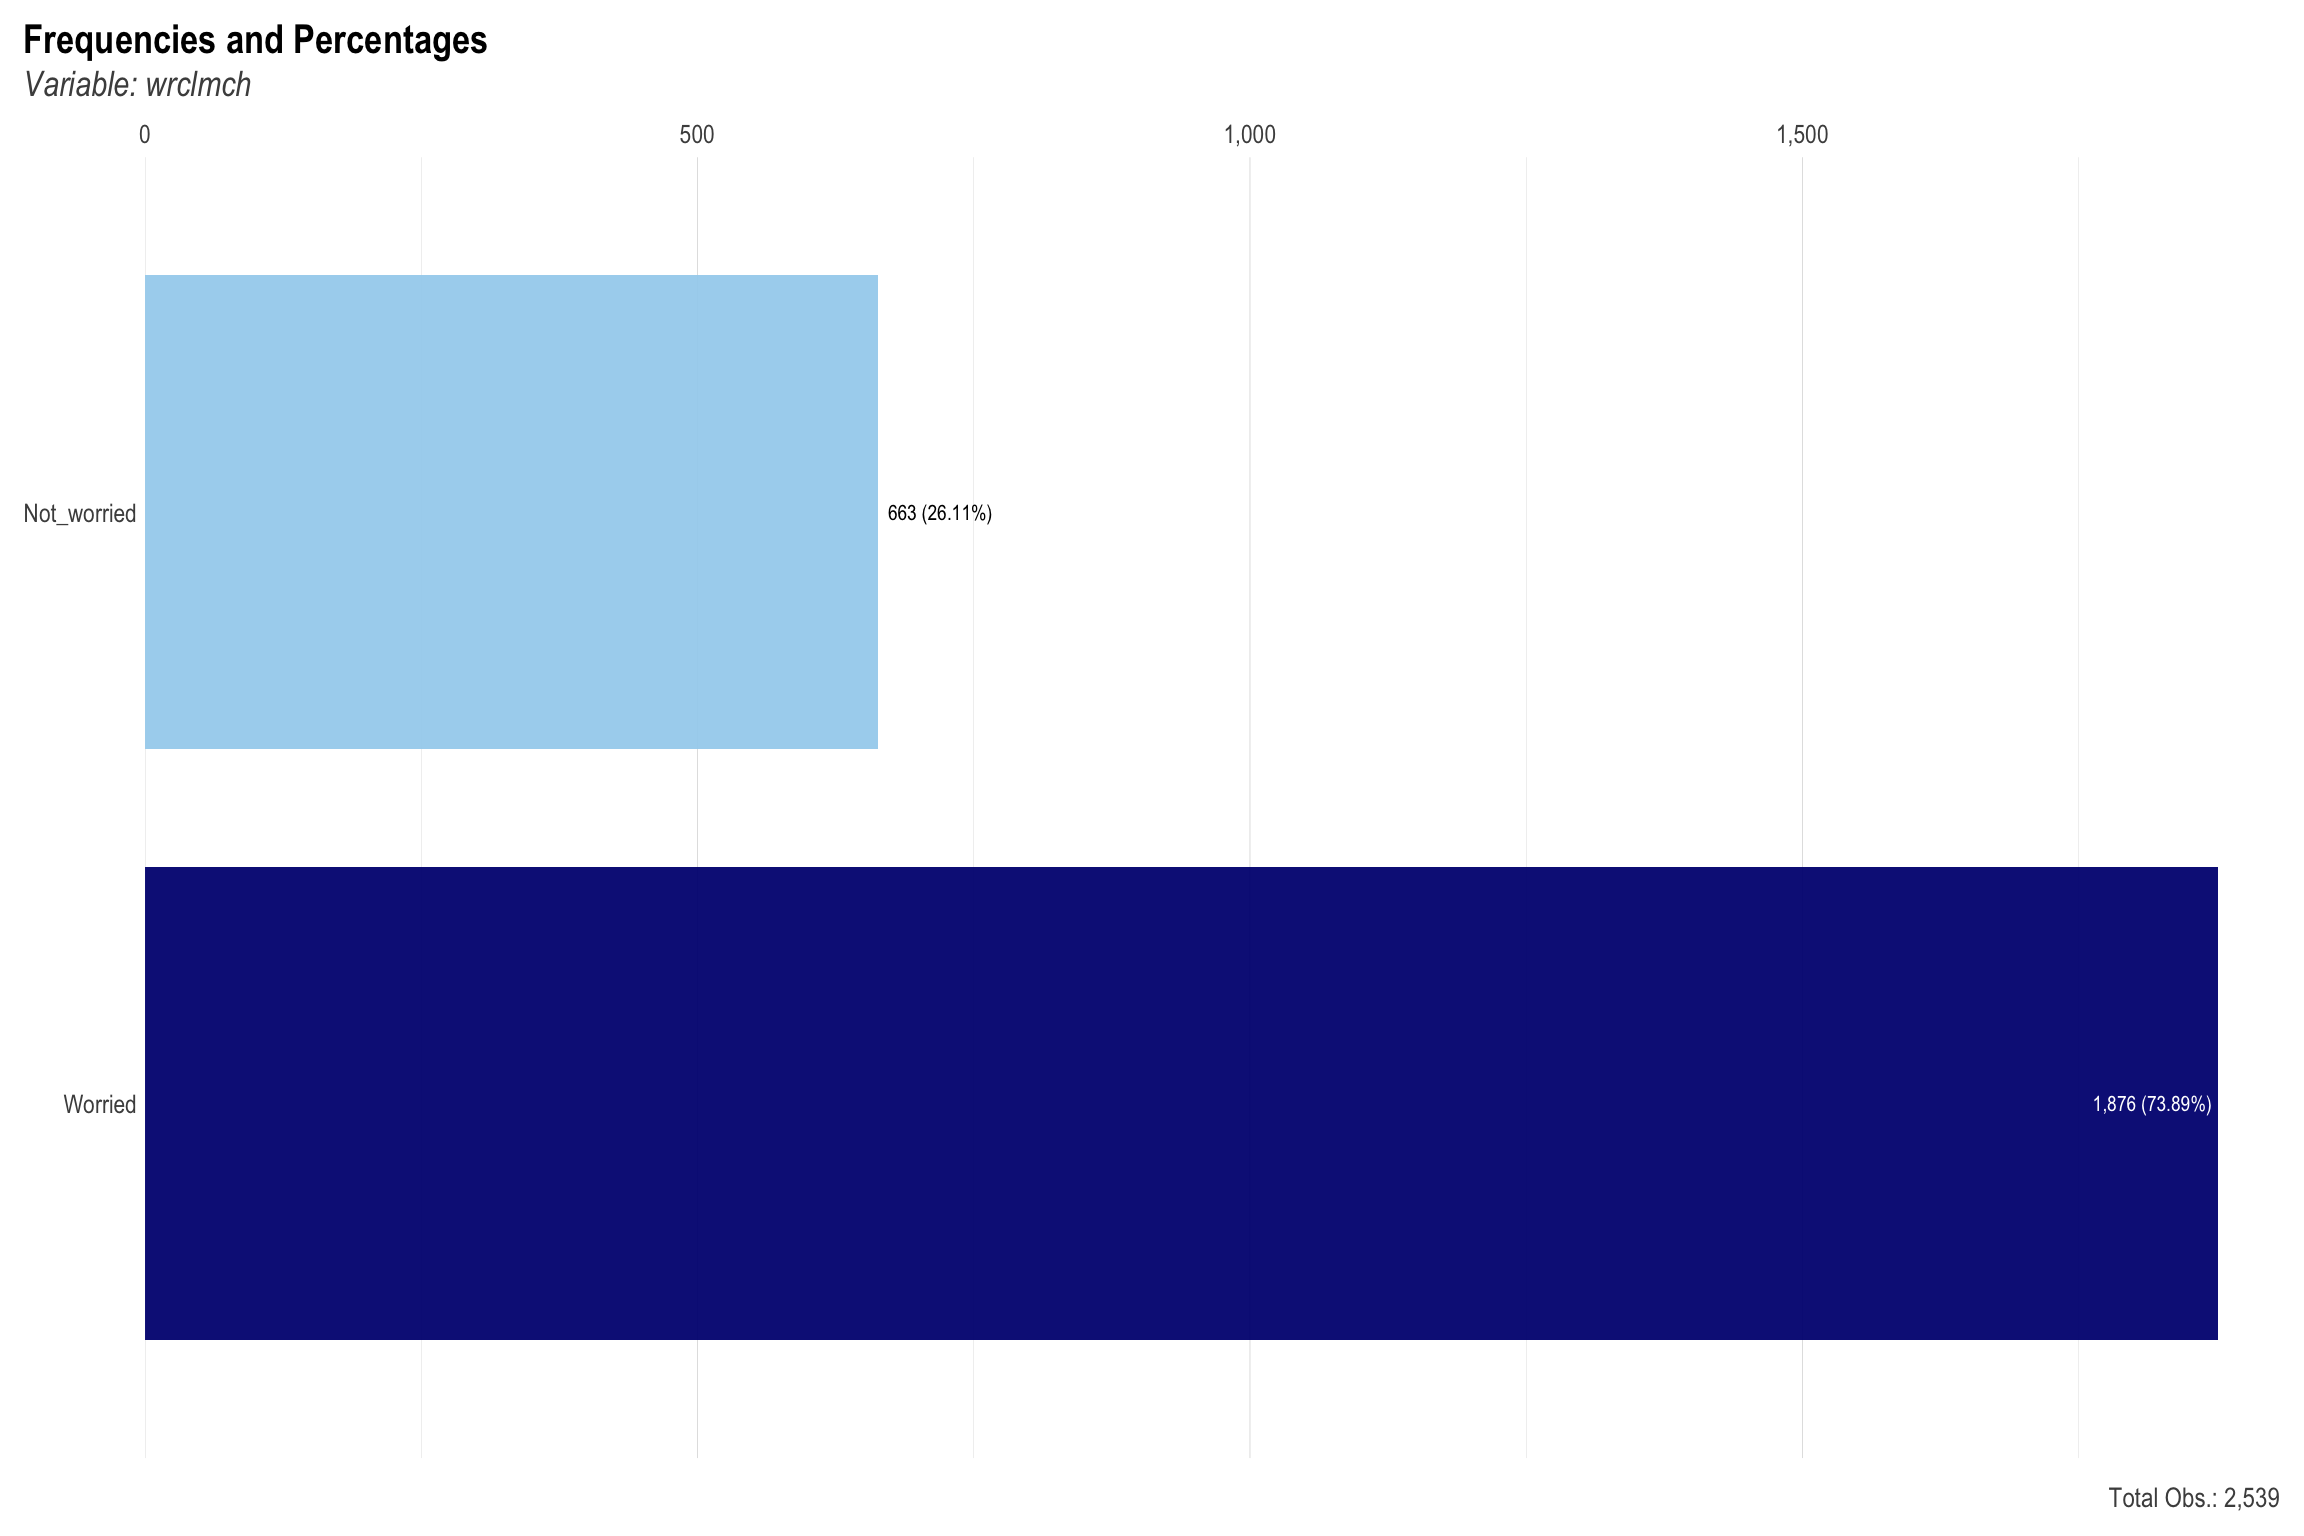 Frequencies and Percentages
Variable: wrclmch
0 500 1,000 1,500
Not_worried 663 (26.11%)
Worried 1,876 (73.89%)
Total Obs.: 2,539